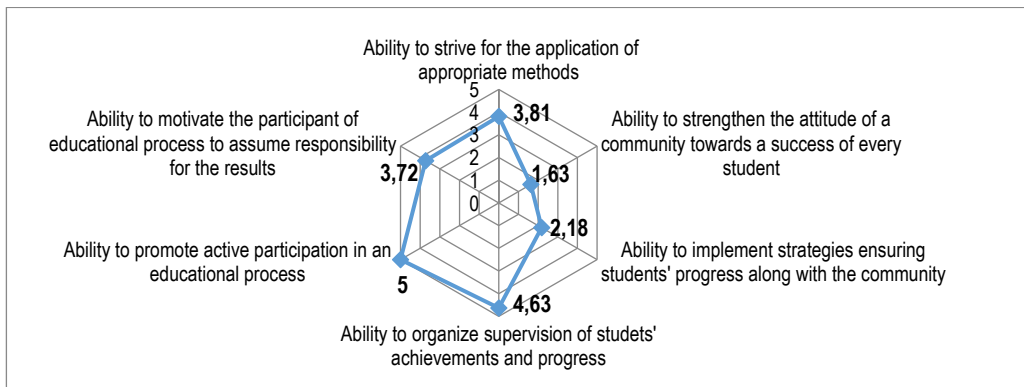 Ability to strive for the application of
appropriate methods
5
4
3
2
1
0
3,81
Ability to strengthen the attitude of a
community towards a success of every
student
1,63
Ability to implement strategies ensuring
students' progress along with the community
2,18
Ability to organize supervision of studets'
achievements and progress
4,63
Ability to promote active participation in an
educational process
5
Ability to motivate the participant of
educational process to assume responsibility
for the results
3,72